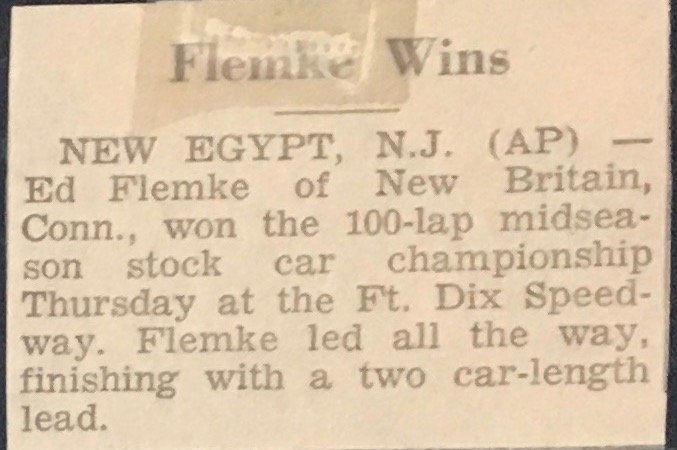 Flemke Wins
NEW EGYPT, N.J. (AP) —
Ed Flemke of New Britain,
Conn., won the 100-lap midsea-
son stock car championship
Thursday at the Ft. Dix Speed-
way. Flemke led all the way,
finishing with a two car-length
lead.